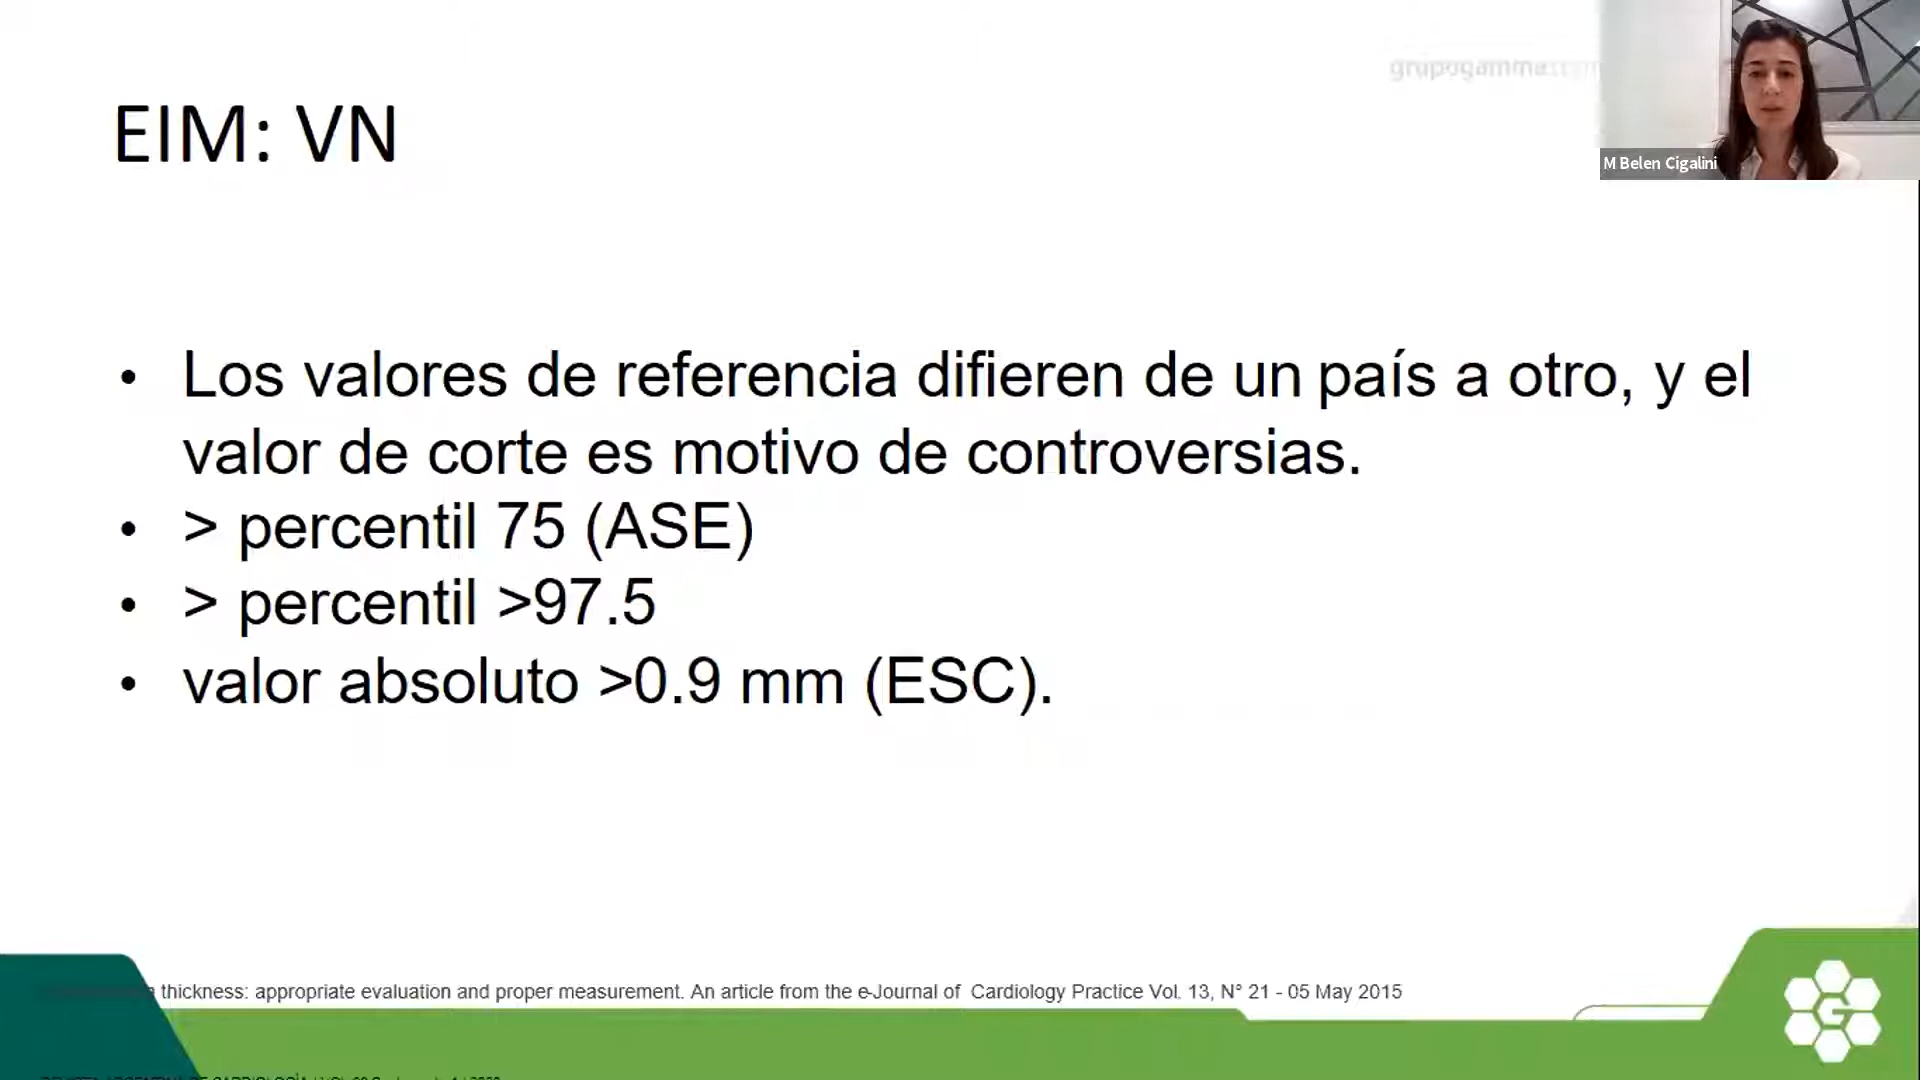 grupogamma.com
M Belen Cigalini
EIM: VN
• Los valores de referencia difieren de un país a otro, y el
valor de corte es motivo de controversias.
• > percentil 75 (ASE)
• > percentil >97.5
• valor absoluto >0.9 mm (ESC).
thickness: appropriate evaluation and proper measurement. An article from the e-Journal of Cardiology Practice Vol. 13, N° 21 - 05 May 2015
G